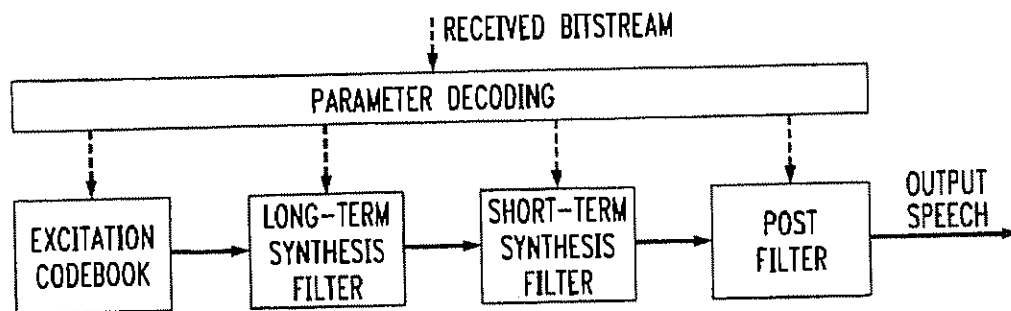 RECEIVED BITSTREAM
PARAMETER DECODING
EXCITATION
CODEBOOK
LONG-TERM
SYNTHESIS
FILTER
SHORT-TERM
SYNTHESIS
FILTER
POST
FILTER
OUTPUT
SPEECH